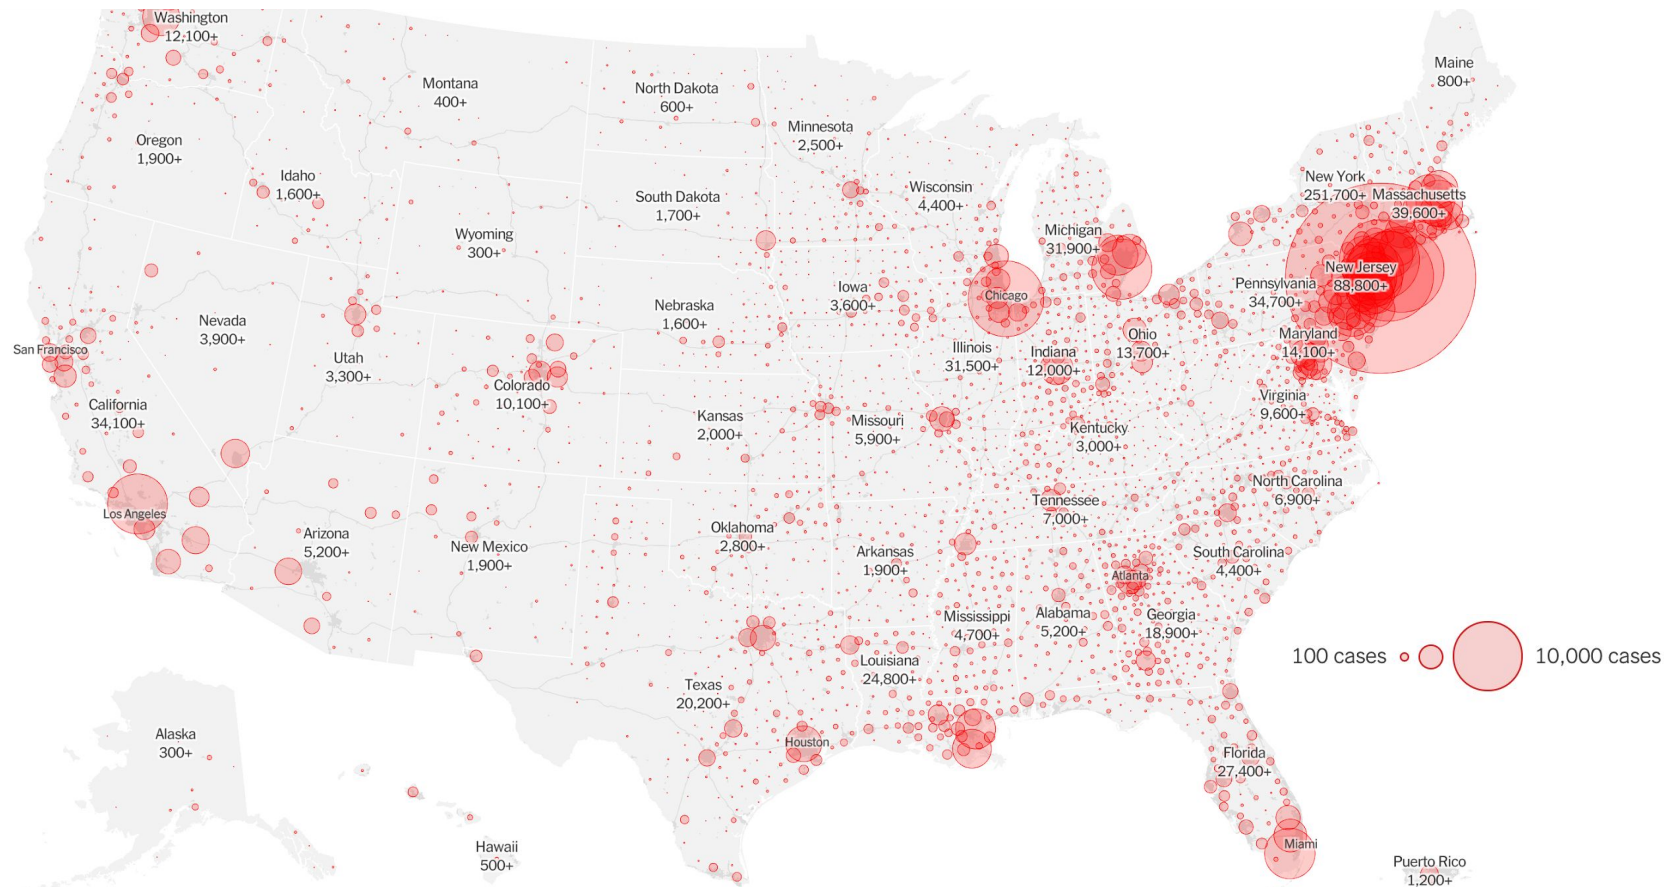 Washington
12,100+
Montana
400+
North Dakota
600+
Minnesota
2,500+
Maine
800+
Oregon
1,900+
Idaho
1,600+
South Dakota
1,700+
Wisconsin
4,400+
New York
251,700+
Massachusetts
39,600+
Wyoming
300+
Michigan
31,900+
New Jersey
88,800+
Pennsylvania
34,700+
Iowa
3,600+
Chicago
Nebraska
1,600+
Nevada
3,900+
San Francisco
Utah
3,300+
Illinois
31,500+
Indiana
12,000+
Ohio
13,700+
Maryland
14,100+
Colorado
10,100+
California
34,100+
Kansas
2,000+
Missouri
5,900+
Kentucky
3,000+
Virginia
9,600+
Los Angeles
Arizona
5,200+
New Mexico
1,900+
Oklahoma
2,800+
Arkansas
1,900+
Tennessee
7,000+
North Carolina
6,900+
South Carolina
4,400+
Atlanta
Mississippi
4,700+
Alabama
5,200+
Georgia
18,900+
100 cases
10,000 cases
Texas
20,200+
Louisiana
24,800+
Houston
Alaska
300+
Florida
27,400+
Miami
Hawaii
500+
Puerto Rico
1,200+